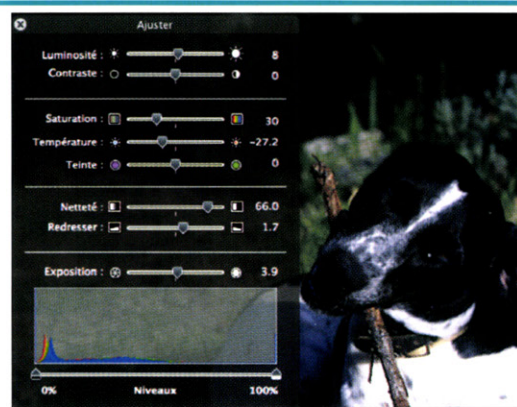 Ajuster
Luminosité : 8
Contraste : 0
Saturation : 30
Température : -27.2
Teinte : 0
Netteté : 66.0
Redresser : 1.7
Exposition : 3.9
0% Niveaux 100%